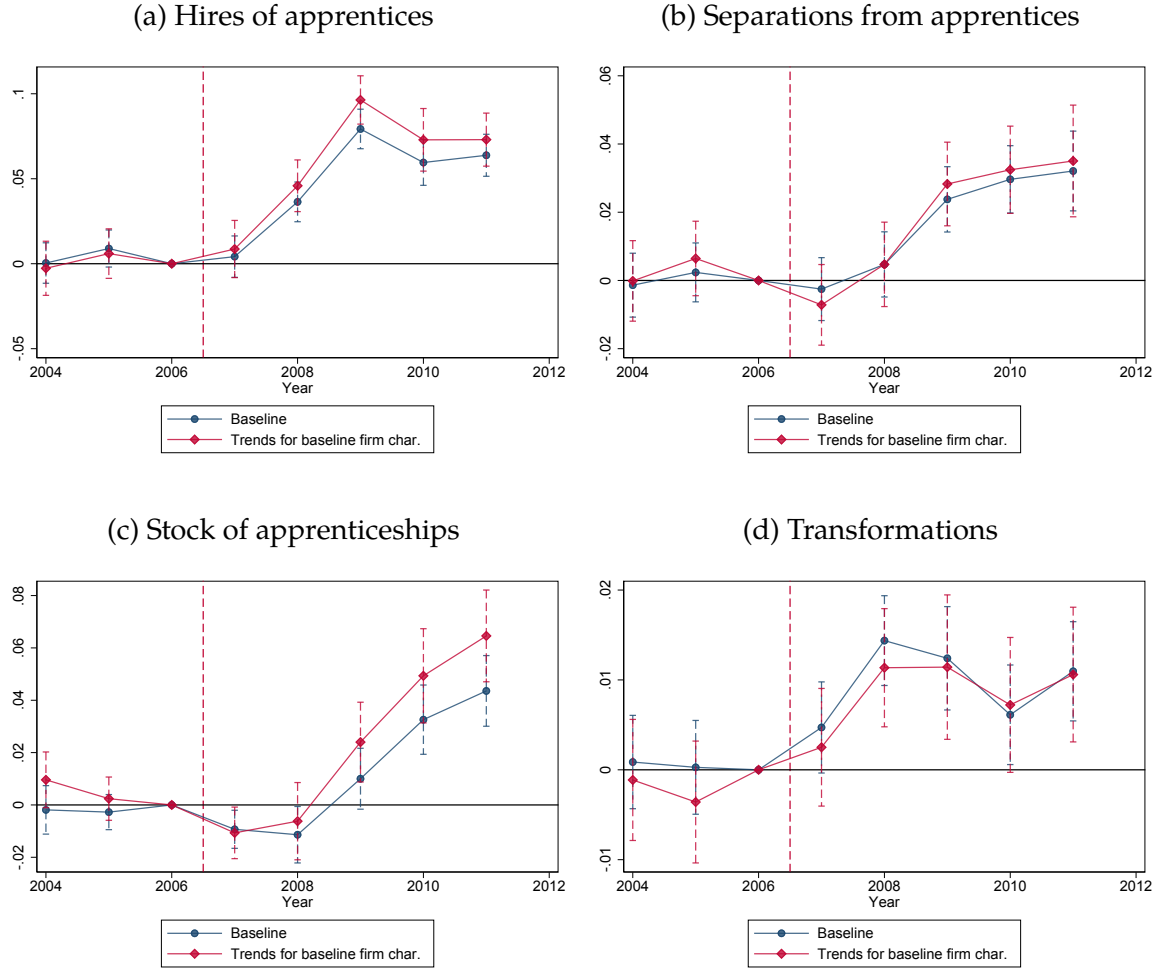 (a) Hires of apprentices
.1
.05
0
-.05
2004 2006 2008 2010 2012
Year
Baseline
Trends for baseline firm char.
(b) Separations from apprentices
.06
.04
.02
0
-.02
2004 2006 2008 2010 2012
Year
Baseline
Trends for baseline firm char.
(c) Stock of apprenticeships
.08
.06
.04
.02
0
-.02
2004 2006 2008 2010 2012
Year
Baseline
Trends for baseline firm char.
(d) Transformations
.02
.01
0
-.01
2004 2006 2008 2010 2012
Year
Baseline
Trends for baseline firm char.